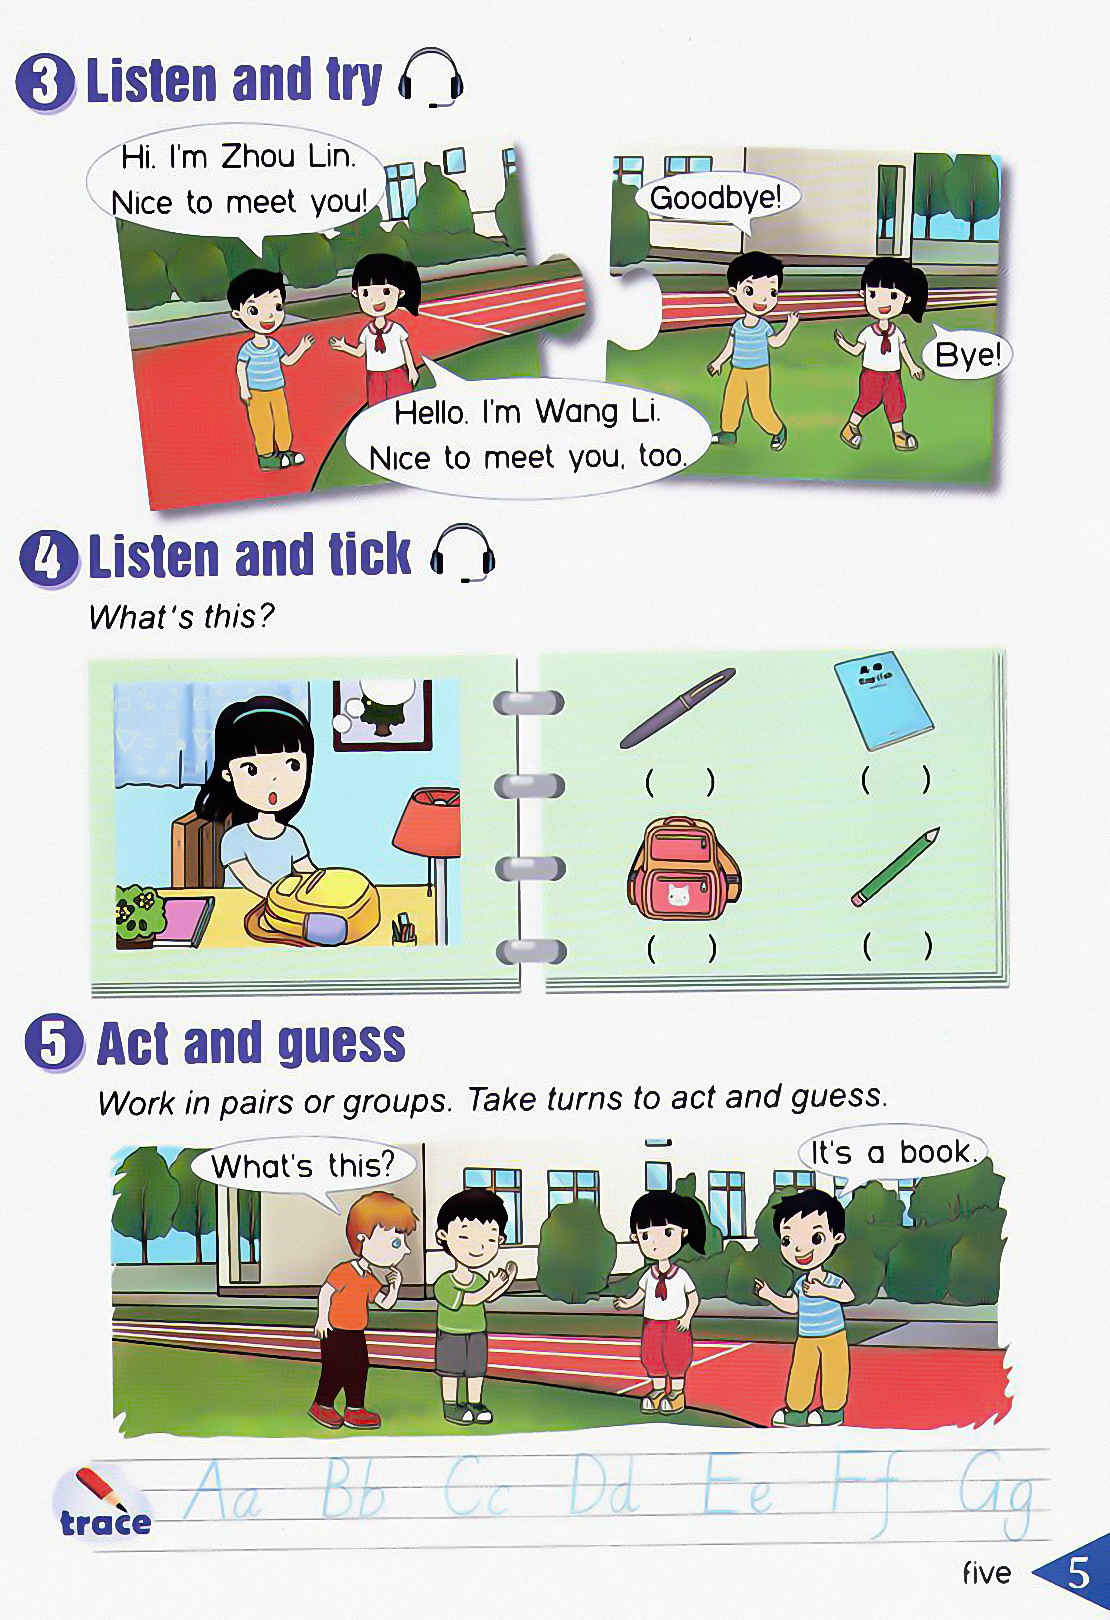 3 Listen and try
Hi. I'm Zhou Lin.
Nice to meet you!
Hello. I'm Wang Li.
Nice to meet you, too.
Goodbye!
Bye!
4 Listen and tick
What's this?
English
( ) ( )
( ) ( )
5 Act and guess
Work in pairs or groups. Take turns to act and guess.
What's this?
It's a book.
trace
Aa Bb Cc Dd Ee Ff Gg
five 5